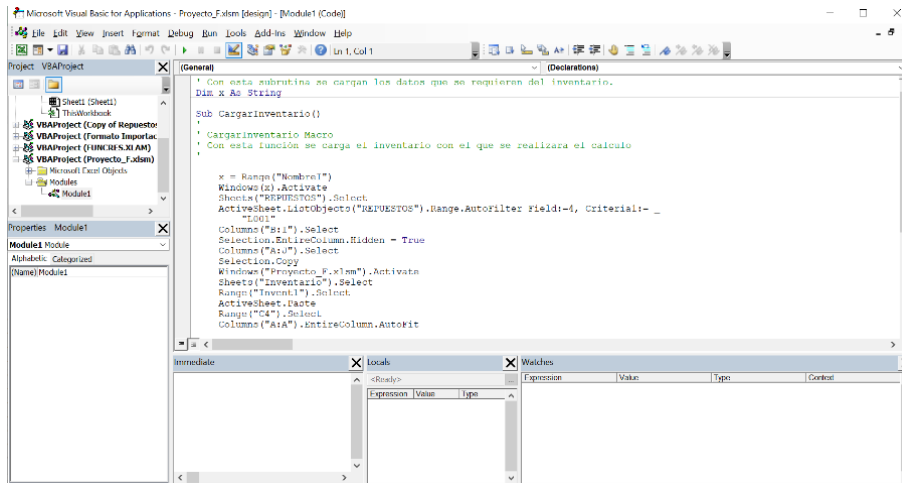 Microsoft Visual Basic for Applications - Proyecto_F.xlsm [design] - [Module1 (Code)]
File Edit View Insert Format Debug Run Tools Add-Ins Window Help
Ln 1, Col 1
Project VBAProject
(General)
(Declarations)
Sheet1 (Sheet1)
ThisWorkbook
VBAProject (Copy of Repuestos
VBAProject (Formato Importac
VBAProject (FUNCRES.XLAM)
VBAProject (Proyecto_F.xlsm)
Microsoft Excel Objects
Modules
Module1
Properties Module1
Module1 Module
Alphabetic Categorized
(Name) Module1
' Con esta subrutina se cargan los datos que se requieren del inventario.
Dim x As String
Sub CargarInventario()
'
' CargarInventario Macro
' Con esta función se carga el inventario con el que se realizara el calculo
'
x = Range("NombreI")
Windows(x).Activate
Sheets("REPUESTOS").Select
ActiveSheet.ListObjects("REPUESTOS").Range.AutoFilter Field:=4, Criteria1:= _
"L001"
Columns("B:I").Select
Selection.EntireColumn.Hidden = True
Columns("A:J").Select
Selection.Copy
Windows("Proyecto_F.xlsm").Activate
Sheets("Inventario").Select
Range("Invent1").Select
ActiveSheet.Paste
Range("C4").Select
Columns("A:A").EntireColumn.AutoFit
Immediate
Locals
<Ready>
Expression Value Type
Watches
Expression Value Type Context